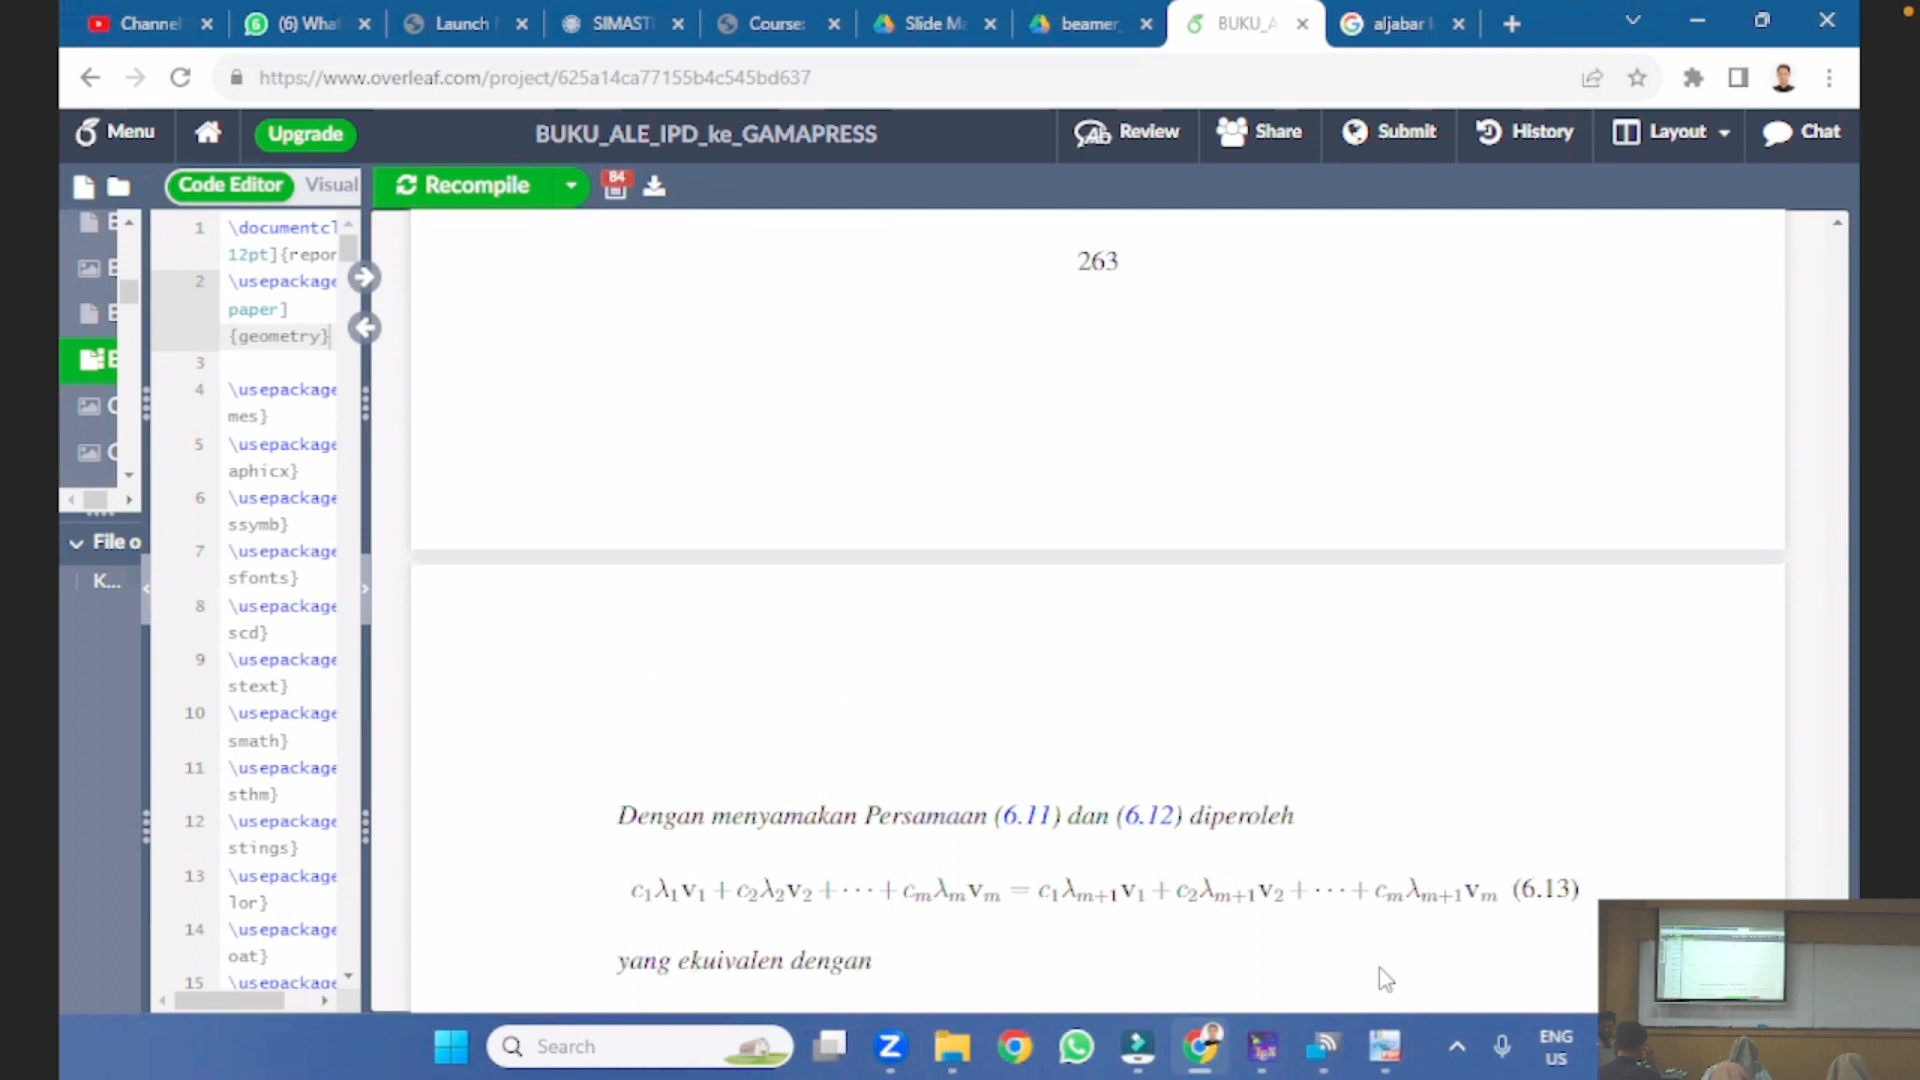 Channel
(6) What
Launch
SIMAST
Course:
Slide Ma
beamer
BUKU_A
aljabar l
https://www.overleaf.com/project/625a14ca77155b4c545bd637
Menu
Upgrade
BUKU_ALE_IPD_ke_GAMAPRESS
Review
Share
Submit
History
Layout
Chat
Code Editor
Visual
Recompile
84
File o
K...
1 \documentcl
12pt]{repor
2 \usepackage
paper]
{geometry}
3
4 \usepackage
mes}
5 \usepackage
aphicx}
6 \usepackage
ssymb}
7 \usepackage
sfonts}
8 \usepackage
scd}
9 \usepackage
stext}
10 \usepackage
smath}
11 \usepackage
sthm}
12 \usepackage
stings}
13 \usepackage
lor}
14 \usepackage
oat}
15 \usepackage
263
Dengan menyamakan Persamaan (6.11) dan (6.12) diperoleh
c₁λ₁v₁ + c₂λ₂v₂ + ··· + cₘλₘvₘ = c₁λₘ₊₁v₁ + c₂λₘ₊₁v₂ + ··· + cₘλₘ₊₁vₘ (6.13)
yang ekuivalen dengan
Search
ENG
US